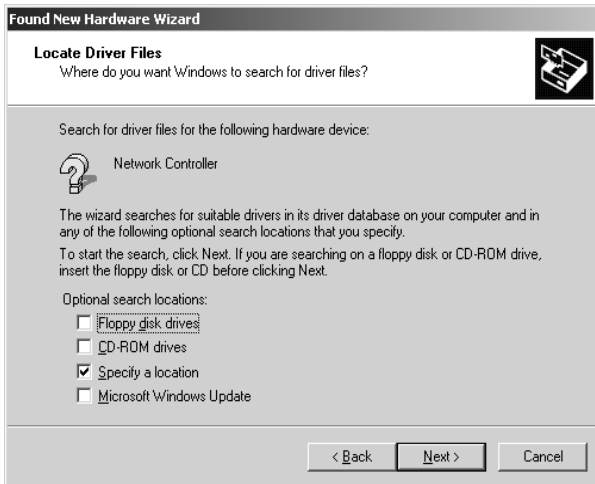 Found New Hardware Wizard
Locate Driver Files
Where do you want Windows to search for driver files?
Search for driver files for the following hardware device:
Network Controller
The wizard searches for suitable drivers in its driver database on your computer and in
any of the following optional search locations that you specify.
To start the search, click Next. If you are searching on a floppy disk or CD-ROM drive,
insert the floppy disk or CD before clicking Next.
Optional search locations:
Floppy disk drives
CD-ROM drives
Specify a location
Microsoft Windows Update
< Back Next > Cancel